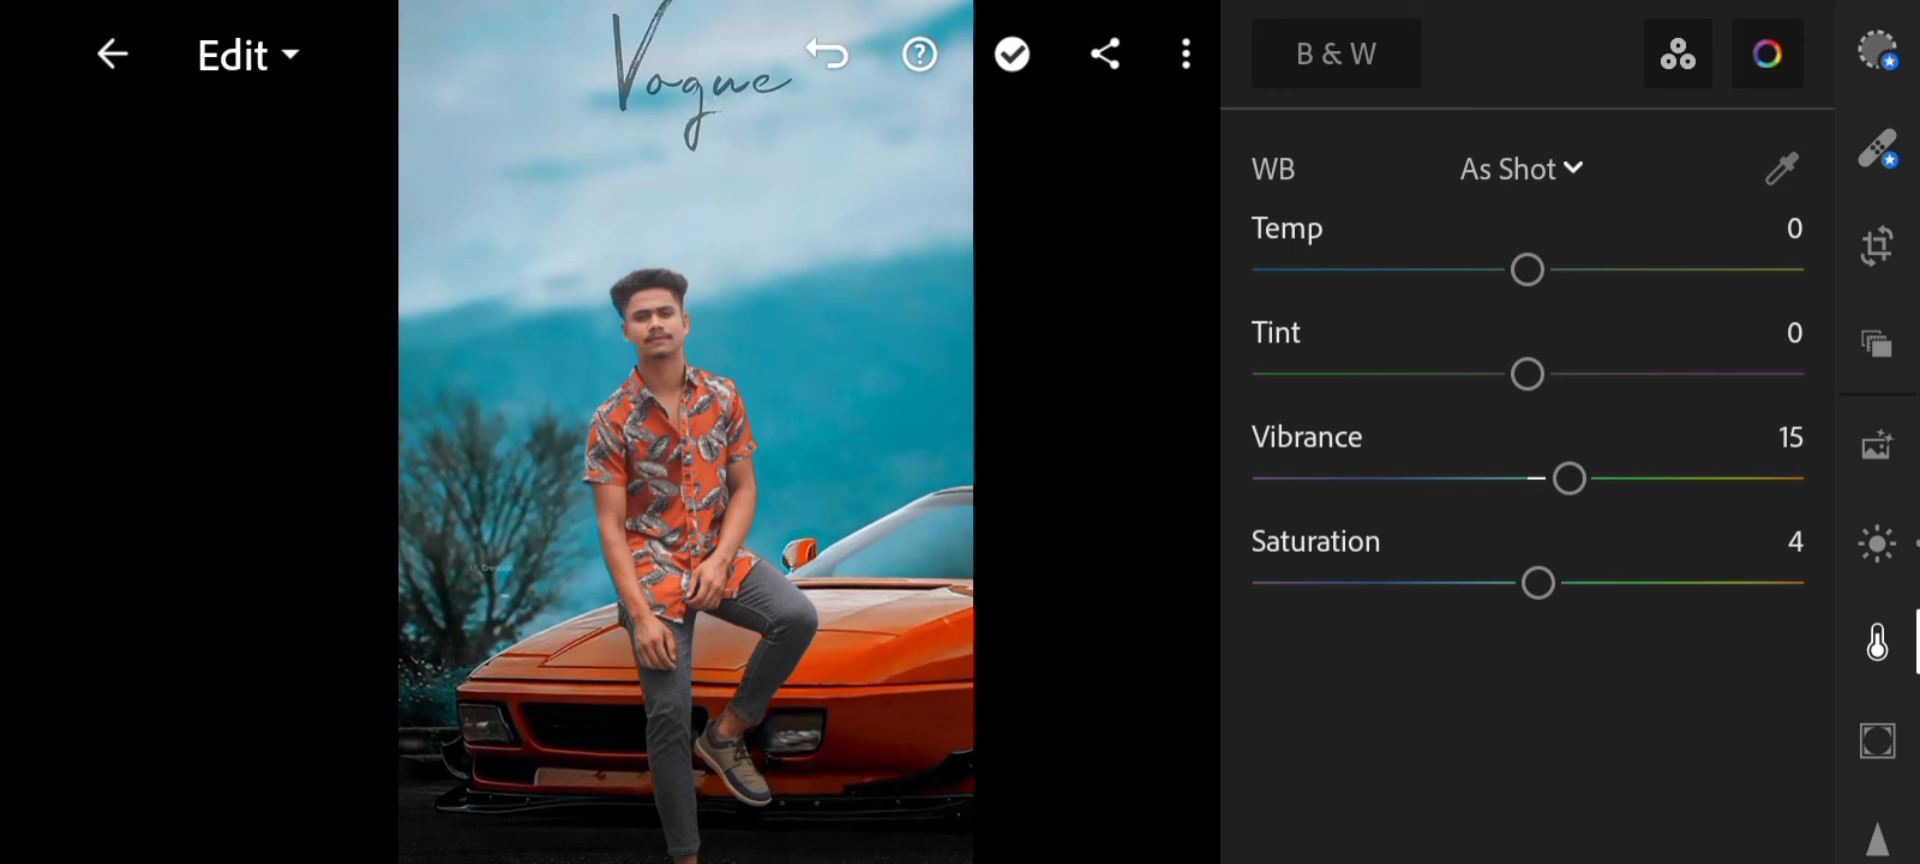 Edit
Vogue
B & W
WB
As Shot
Temp
0
Tint
0
Vibrance
15
Saturation
4